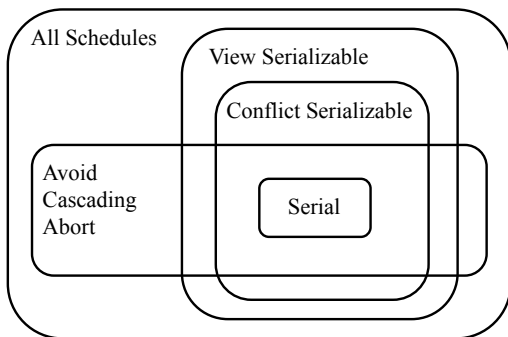 All Schedules
View Serializable
Conflict Serializable
Avoid
Cascading
Abort
Serial